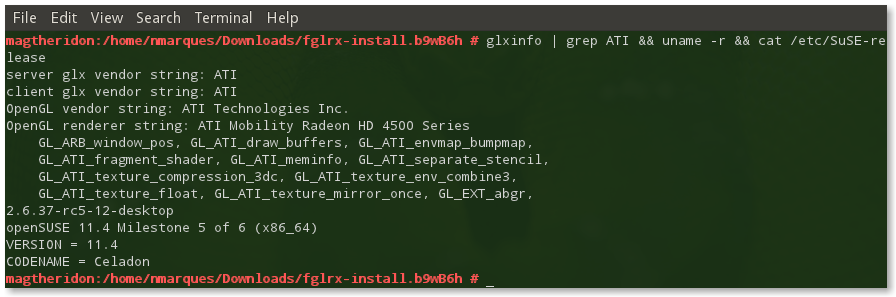 File Edit View Search Terminal Help
magtheridon:/home/nmarques/Downloads/fglrx-install.b9wB6h # glxinfo | grep ATI && uname -r && cat /etc/SuSE-re
lease
server glx vendor string: ATI
client glx vendor string: ATI
OpenGL vendor string: ATI Technologies Inc.
OpenGL renderer string: ATI Mobility Radeon HD 4500 Series
    GL_ARB_window_pos, GL_ATI_draw_buffers, GL_ATI_envmap_bumpmap,
    GL_ATI_fragment_shader, GL_ATI_meminfo, GL_ATI_separate_stencil,
    GL_ATI_texture_compression_3dc, GL_ATI_texture_env_combine3,
    GL_ATI_texture_float, GL_ATI_texture_mirror_once, GL_EXT_abgr,
2.6.37-rc5-12-desktop
openSUSE 11.4 Milestone 5 of 6 (x86_64)
VERSION = 11.4
CODENAME = Celadon
magtheridon:/home/nmarques/Downloads/fglrx-install.b9wB6h # _